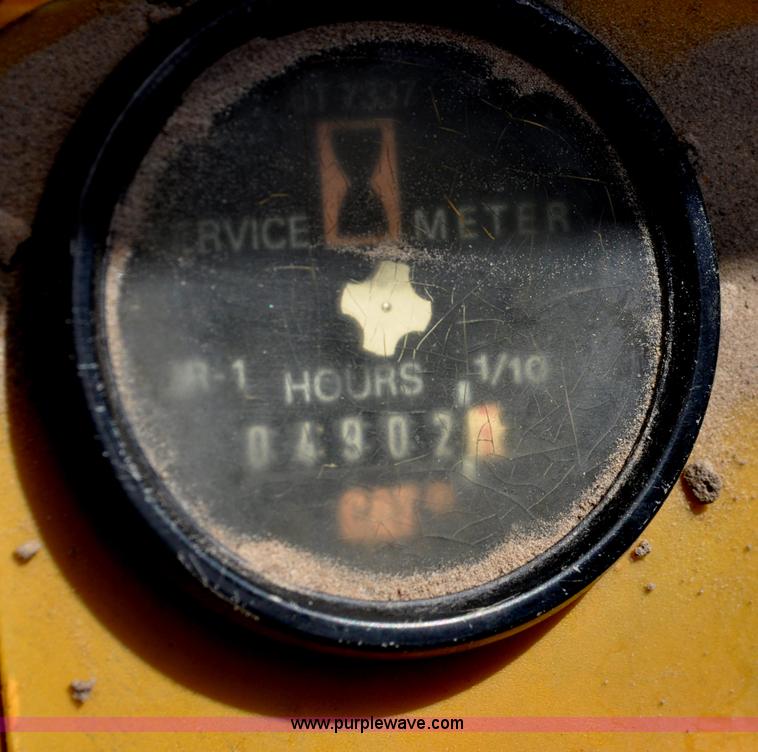 SERVICE METER
HOURS 1/10
04902
CAT®
www.purplewave.com